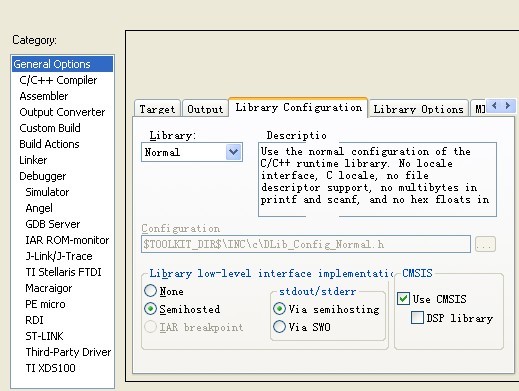 Category:
General Options
C/C++ Compiler
Assembler
Output Converter
Custom Build
Build Actions
Linker
Debugger
Simulator
Angel
GDB Server
IAR ROM-monitor
J-Link/J-Trace
TI Stellaris FTDI
Macraigor
PE micro
RDI
ST-LINK
Third-Party Driver
TI XDS100
Target Output Library Configuration Library Options MI
Library: Descriptio
Normal
Use the normal configuration of the
C/C++ runtime library. No locale
interface, C locale, no file
descriptor support, no multibytes in
printf and scanf, and no hex floats in
Configuration
$TOOLKIT_DIR$\INC\c\DLib_Config_Normal.h ...
Library low-level interface implementati CMSIS
None stdout/stderr
Semihosted Via semihosting Use CMSIS
IAR breakpoint Via SWO DSP library